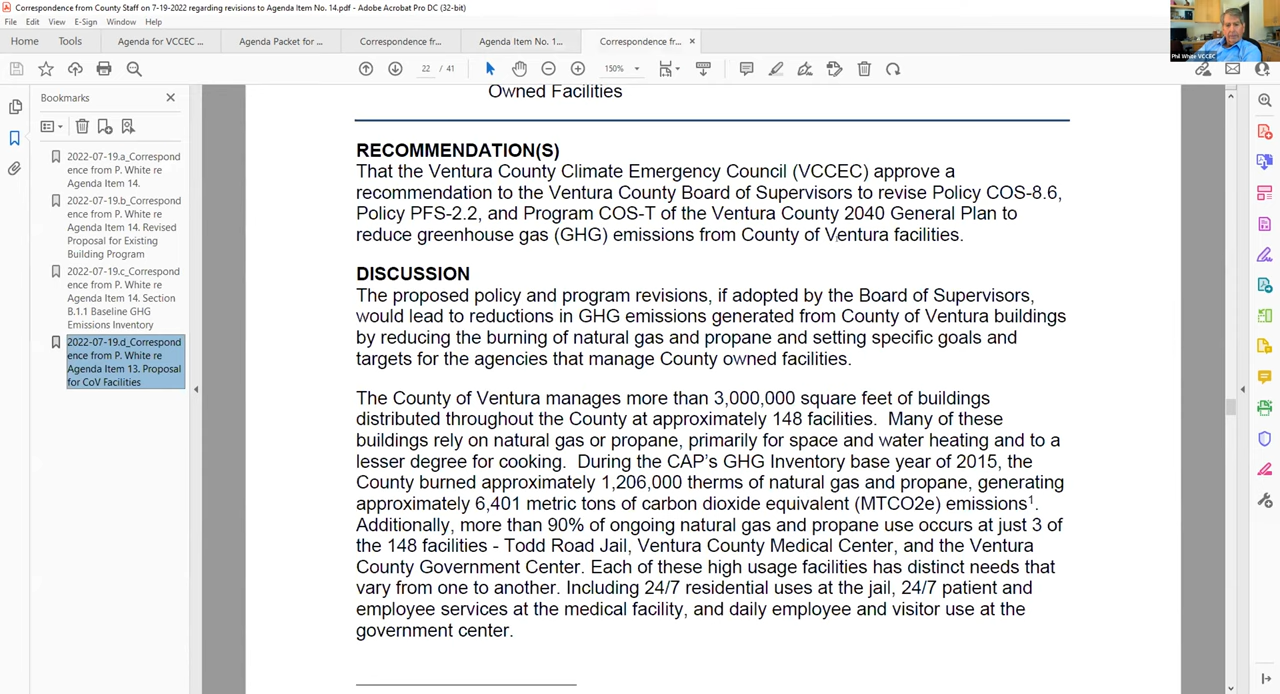 Correspondence from County Staff on 7-19-2022 regarding revisions to Agenda Item No. 14.pdf - Adobe Acrobat Pro DC (32-bit)
File Edit View E-Sign Window Help
Home Tools Agenda for VCCEC ... Agenda Packet for ... Correspondence fr... Agenda Item No. 1... Correspondence fr... ×
22 / 41 150%
Phil White VCCEC
Bookmarks
2022-07-19.a_Correspond
ence from P. White re
Agenda Item 14.
2022-07-19.b_Correspond
ence from P. White re
Agenda Item 14. Revised
Proposal for Existing
Building Program
2022-07-19.c_Correspond
ence from P. White re
Agenda Item 14. Section
B.1.1 Baseline GHG
Emissions Inventory
2022-07-19.d_Correspond
ence from P. White re
Agenda Item 13. Proposal
for CoV Facilities
Owned Facilities
RECOMMENDATION(S)
That the Ventura County Climate Emergency Council (VCCEC) approve a
recommendation to the Ventura County Board of Supervisors to revise Policy COS-8.6,
Policy PFS-2.2, and Program COS-T of the Ventura County 2040 General Plan to
reduce greenhouse gas (GHG) emissions from County of Ventura facilities.
DISCUSSION
The proposed policy and program revisions, if adopted by the Board of Supervisors,
would lead to reductions in GHG emissions generated from County of Ventura buildings
by reducing the burning of natural gas and propane and setting specific goals and
targets for the agencies that manage County owned facilities.
The County of Ventura manages more than 3,000,000 square feet of buildings
distributed throughout the County at approximately 148 facilities. Many of these
buildings rely on natural gas or propane, primarily for space and water heating and to a
lesser degree for cooking. During the CAP's GHG Inventory base year of 2015, the
County burned approximately 1,206,000 therms of natural gas and propane, generating
approximately 6,401 metric tons of carbon dioxide equivalent (MTCO2e) emissions¹.
Additionally, more than 90% of ongoing natural gas and propane use occurs at just 3 of
the 148 facilities - Todd Road Jail, Ventura County Medical Center, and the Ventura
County Government Center. Each of these high usage facilities has distinct needs that
vary from one to another. Including 24/7 residential uses at the jail, 24/7 patient and
employee services at the medical facility, and daily employee and visitor use at the
government center.